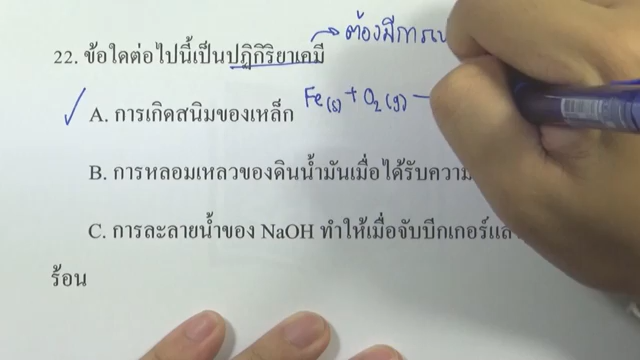 ต้องมีการ
22. ข้อใดต่อไปนี้เป็นปฏิกิริยาเคมี
A. การเกิดสนิมของเหล็ก Fe(s) + O2(g) –
B. การหลอมเหลวของดินน้ำมันเมื่อได้รับความ
C. การละลายน้ำของ NaOH ทำให้เมื่อจับบีกเกอร์แล้ว
ร้อน